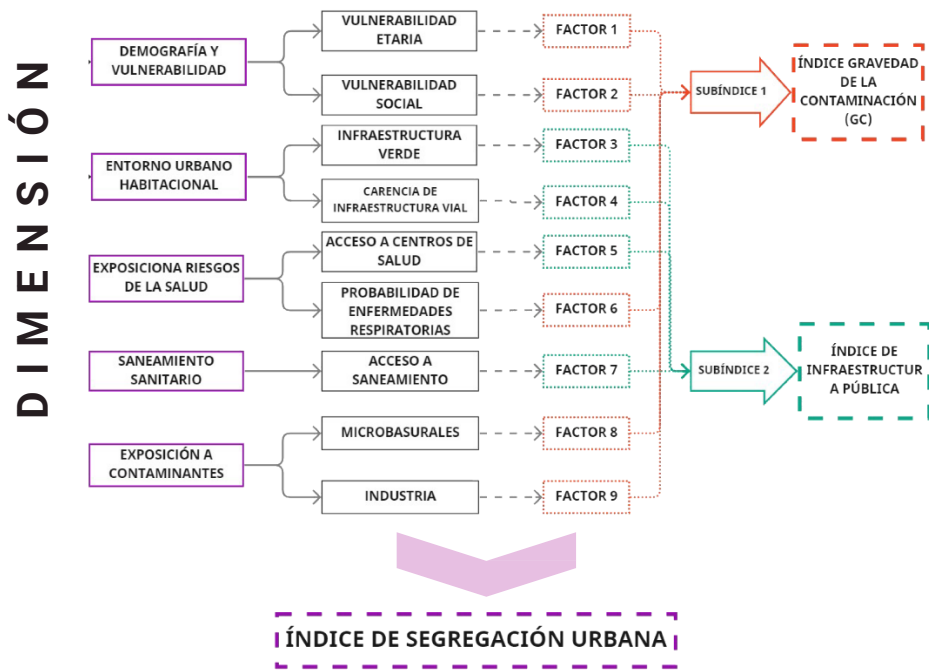 DIMENSIÓN
DEMOGRAFÍA Y
VULNERABILIDAD
VULNERABILIDAD
ETARIA
FACTOR 1
VULNERABILIDAD
SOCIAL
FACTOR 2
ENTORNO URBANO
HABITACIONAL
INFRAESTRUCTURA
VERDE
FACTOR 3
CARENCIA DE
INFRAESTRUCTURA VIAL
FACTOR 4
EXPOSICIONA RIESGOS
DE LA SALUD
ACCESO A CENTROS DE
SALUD
FACTOR 5
PROBABILIDAD DE
ENFERMEDADES
RESPIRATORIAS
FACTOR 6
SANEAMIENTO
SANITARIO
ACCESO A
SANEAMIENTO
FACTOR 7
EXPOSICIÓN A
CONTAMINANTES
MICROBASURALES
FACTOR 8
INDUSTRIA
FACTOR 9
SUBÍNDICE 1
ÍNDICE GRAVEDAD
DE LA
CONTAMINACIÓN
(GC)
SUBÍNDICE 2
ÍNDICE DE
INFRAESTRUCTUR
A PÚBLICA
ÍNDICE DE SEGREGACIÓN URBANA